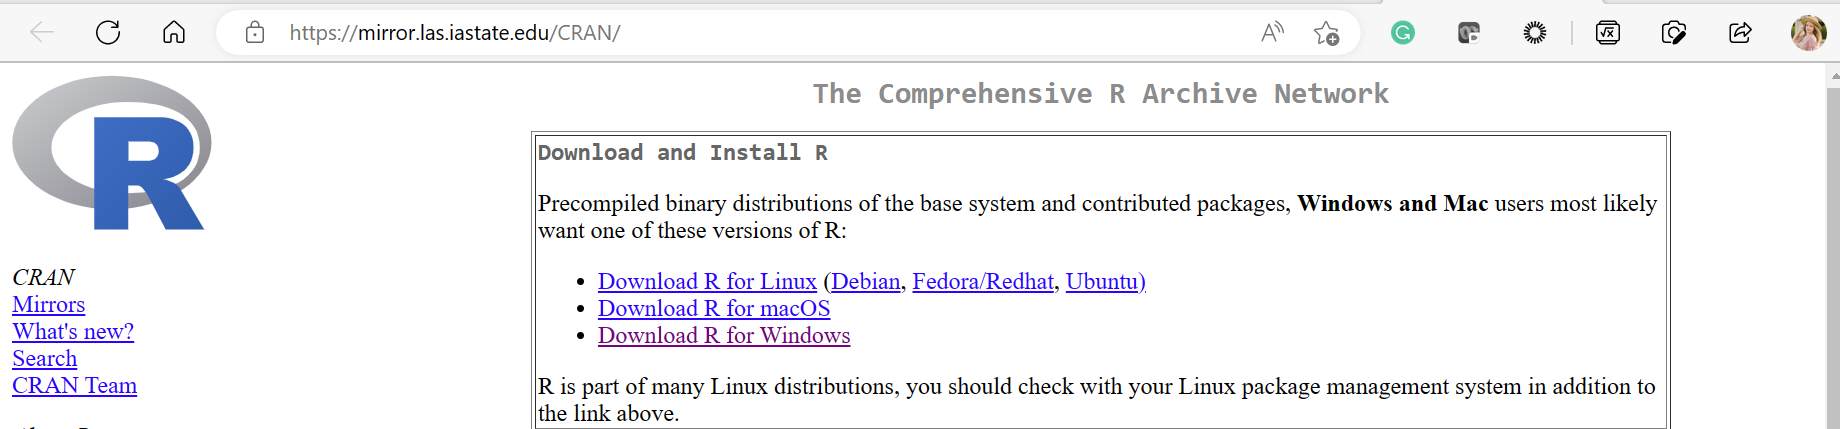 https://mirror.las.iastate.edu/CRAN/
The Comprehensive R Archive Network
R
Download and Install R
Precompiled binary distributions of the base system and contributed packages, Windows and Mac users most likely
want one of these versions of R:
• Download R for Linux (Debian, Fedora/Redhat, Ubuntu)
• Download R for macOS
• Download R for Windows
R is part of many Linux distributions, you should check with your Linux package management system in addition to
the link above.
CRAN
Mirrors
What's new?
Search
CRAN Team